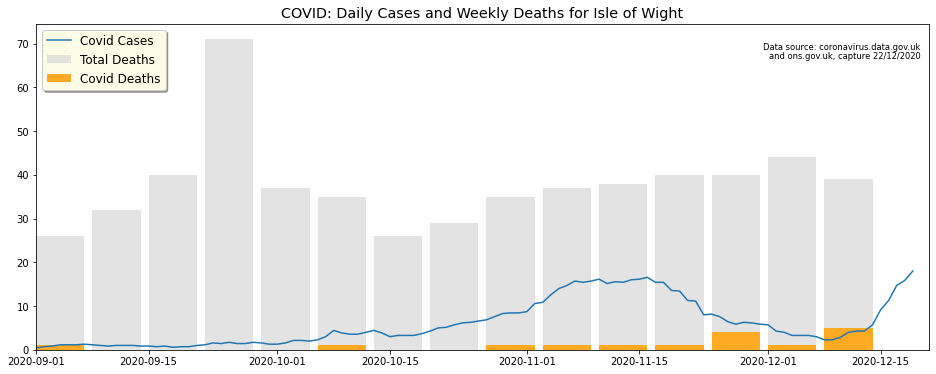 COVID: Daily Cases and Weekly Deaths for Isle of Wight
Covid Cases
Total Deaths
Covid Deaths
Data source: coronavirus.data.gov.uk
and ons.gov.uk, capture 22/12/2020
70
60
50
40
30
20
10
0
2020-09-01
2020-09-15
2020-10-01
2020-10-15
2020-11-01
2020-11-15
2020-12-01
2020-12-15